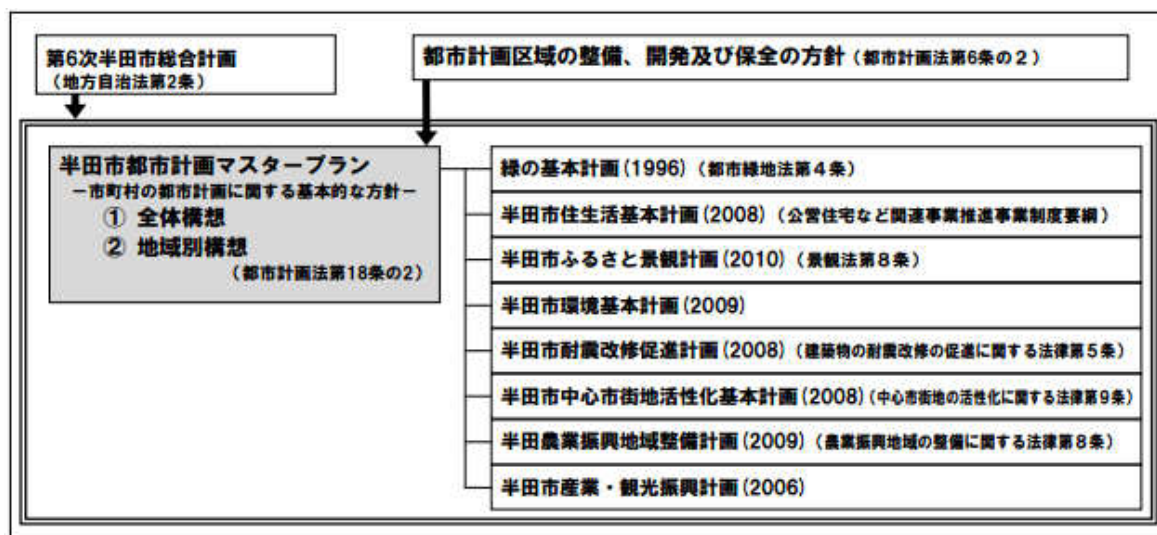 第6次半田市総合計画
(地方自治法第2条)
都市計画区域の整備、開発及び保全の方針(都市計画法第6条の2)
半田市都市計画マスタープラン
−市町村の都市計画に関する基本的な方針−
① 全体構想
② 地域別構想
(都市計画法第18条の2)
緑の基本計画(1996)(都市緑地法第4条)
半田市住生活基本計画(2008)(公営住宅など関連事業推進事業制度要綱)
半田市ふるさと景観計画(2010)(景観法第8条)
半田市環境基本計画(2009)
半田市耐震改修促進計画(2008)(建築物の耐震改修の促進に関する法律第5条)
半田市中心市街地活性化基本計画(2008)(中心市街地の活性化に関する法律第9条)
半田農業振興地域整備計画(2009)(農業振興地域の整備に関する法律第8条)
半田市産業・観光振興計画(2006)